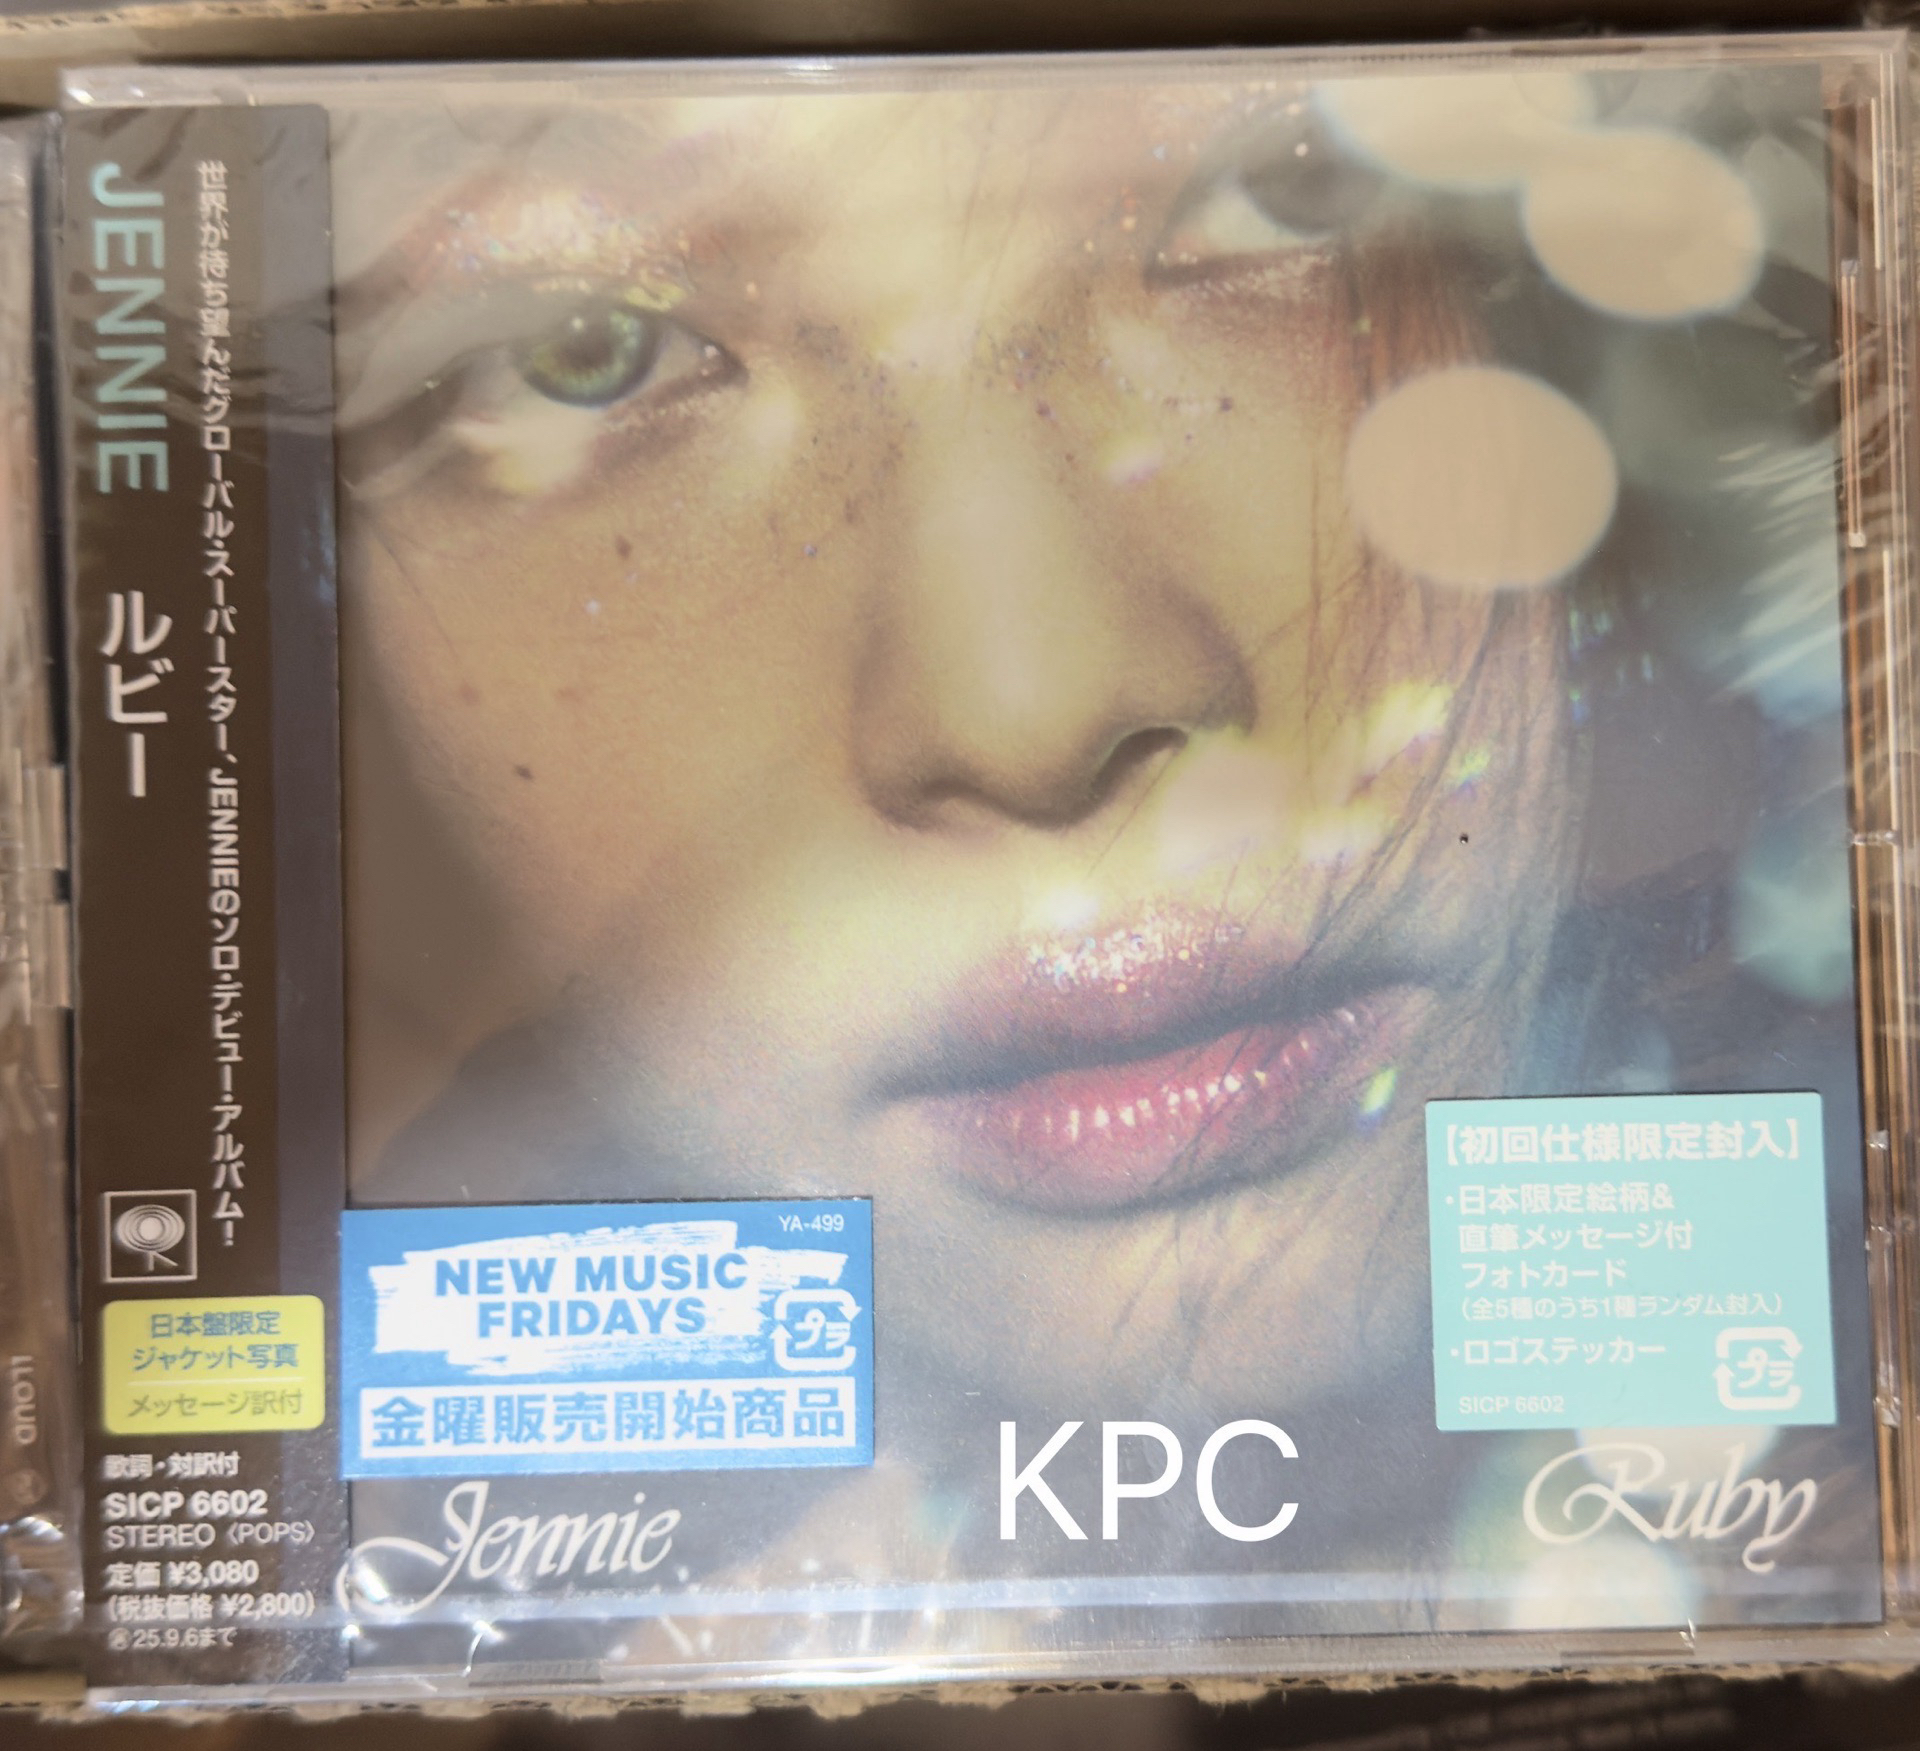 JENNIE ルビー
世界が待ち望んだグローバル・スーパースター、JENNIEのソロ・デビュー・アルバム!
日本盤限定
ジャケット写真
メッセージ訳付
歌詞・対訳付
SICP 6602
STEREO〈POPS〉
定価 ¥3,080
(税抜価格 ¥2,800)
25.9.6まで
YA-499
NEW MUSIC
FRIDAYS
プラ
金曜販売開始商品
Jennie
KPC
【初回仕様限定封入】
・日本限定絵柄&
直筆メッセージ付
フォトカード
(全5種のうち1種ランダム封入)
・ロゴステッカー
SICP 6602
プラ
Ruby
LLOUD